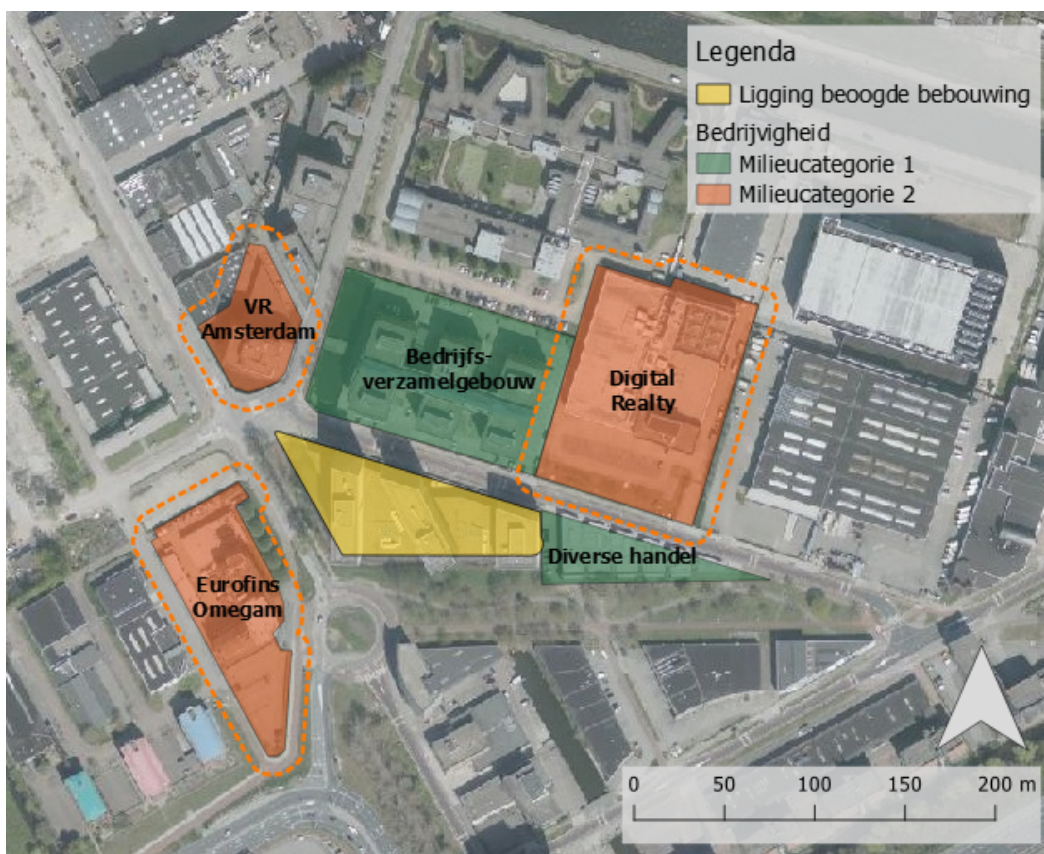 Legenda
Ligging beoogde bebouwing
Bedrijvigheid
Milieucategorie 1
Milieucategorie 2
VR
Amsterdam
Bedrijfs-
verzamelgebouw
Digital
Realty
Diverse handel
Eurofins
Omegam
0 50 100 150 200 m